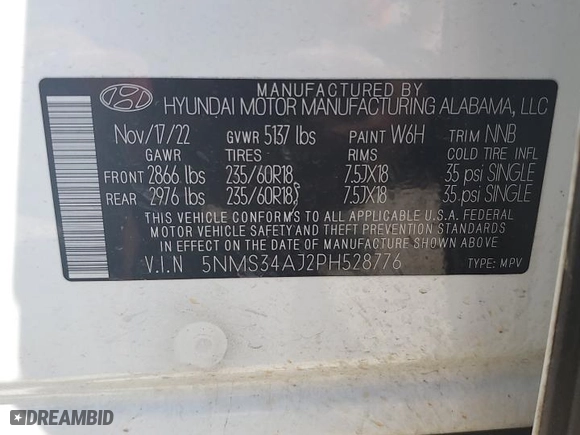 MANUFACTURED BY
HYUNDAI MOTOR MANUFACTURING ALABAMA, LLC
Nov/17/22 GVWR 5137 lbs PAINT W6H TRIM NNB
GAWR TIRES RIMS COLD TIRE INFL
FRONT 2866 lbs 235/60R18 7.5JX18 35 psi SINGLE
REAR 2976 lbs 235/60R18 7.5JX18 35 psi SINGLE
THIS VEHICLE CONFORMS TO ALL APPLICABLE U.S.A. FEDERAL
MOTOR VEHICLE SAFETY, BUMPER, AND THEFT PREVENTION
STANDARDS IN EFFECT ON THE DATE OF MANUFACTURE SHOWN ABOVE.
V.I.N 5NMS34AJ2PH528776 TYPE: MPV
DREAMBID